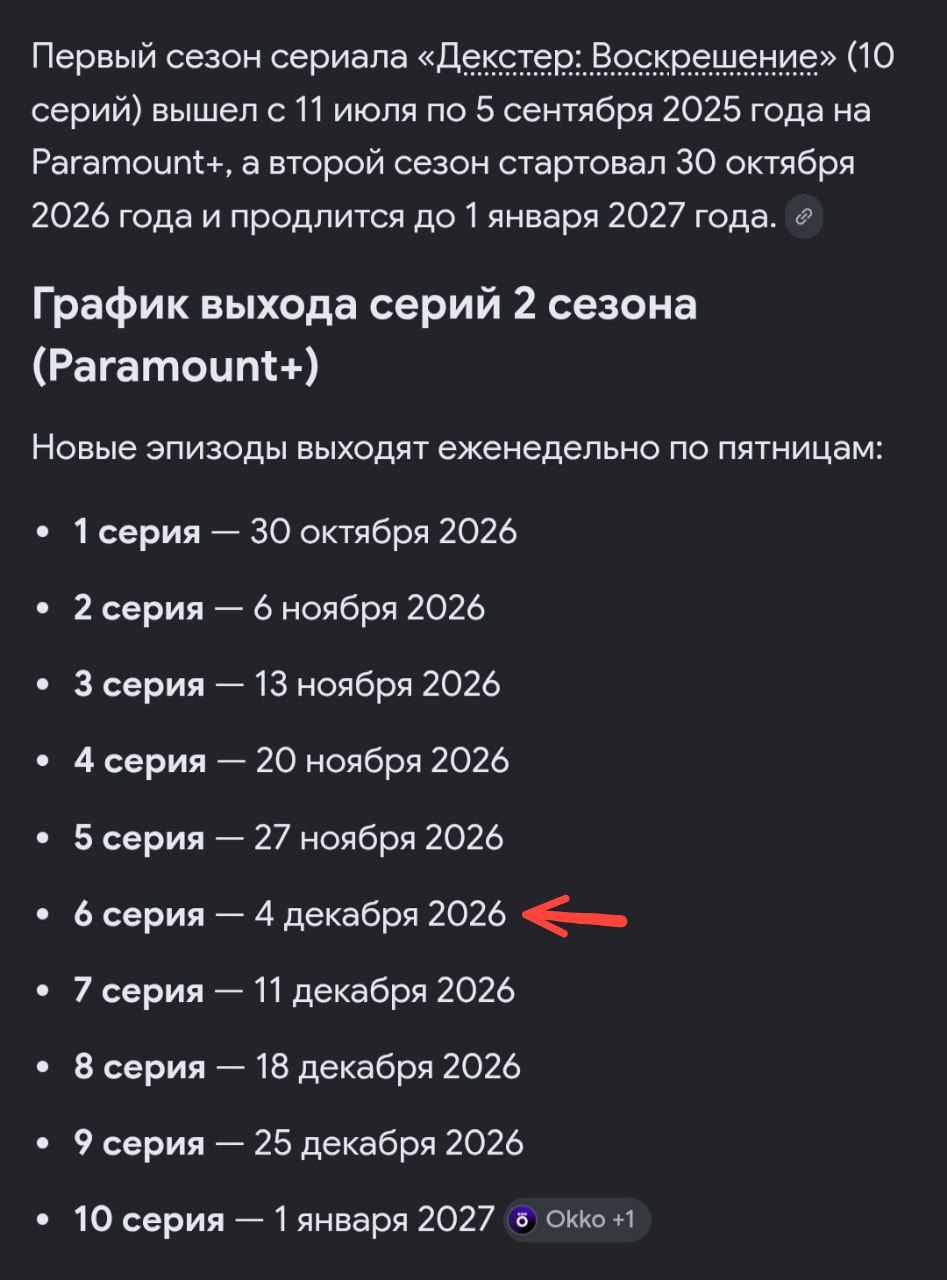 Первый сезон сериала «Декстер: Воскрешение» (10
серий) вышел с 11 июля по 5 сентября 2025 года на
Paramount+, а второй сезон стартовал 30 октября
2026 года и продлится до 1 января 2027 года.
График выхода серий 2 сезона
(Paramount+)
Новые эпизоды выходят еженедельно по пятницам:
• 1 серия — 30 октября 2026
• 2 серия — 6 ноября 2026
• 3 серия — 13 ноября 2026
• 4 серия — 20 ноября 2026
• 5 серия — 27 ноября 2026
• 6 серия — 4 декабря 2026
• 7 серия — 11 декабря 2026
• 8 серия — 18 декабря 2026
• 9 серия — 25 декабря 2026
• 10 серия — 1 января 2027 Okko +1